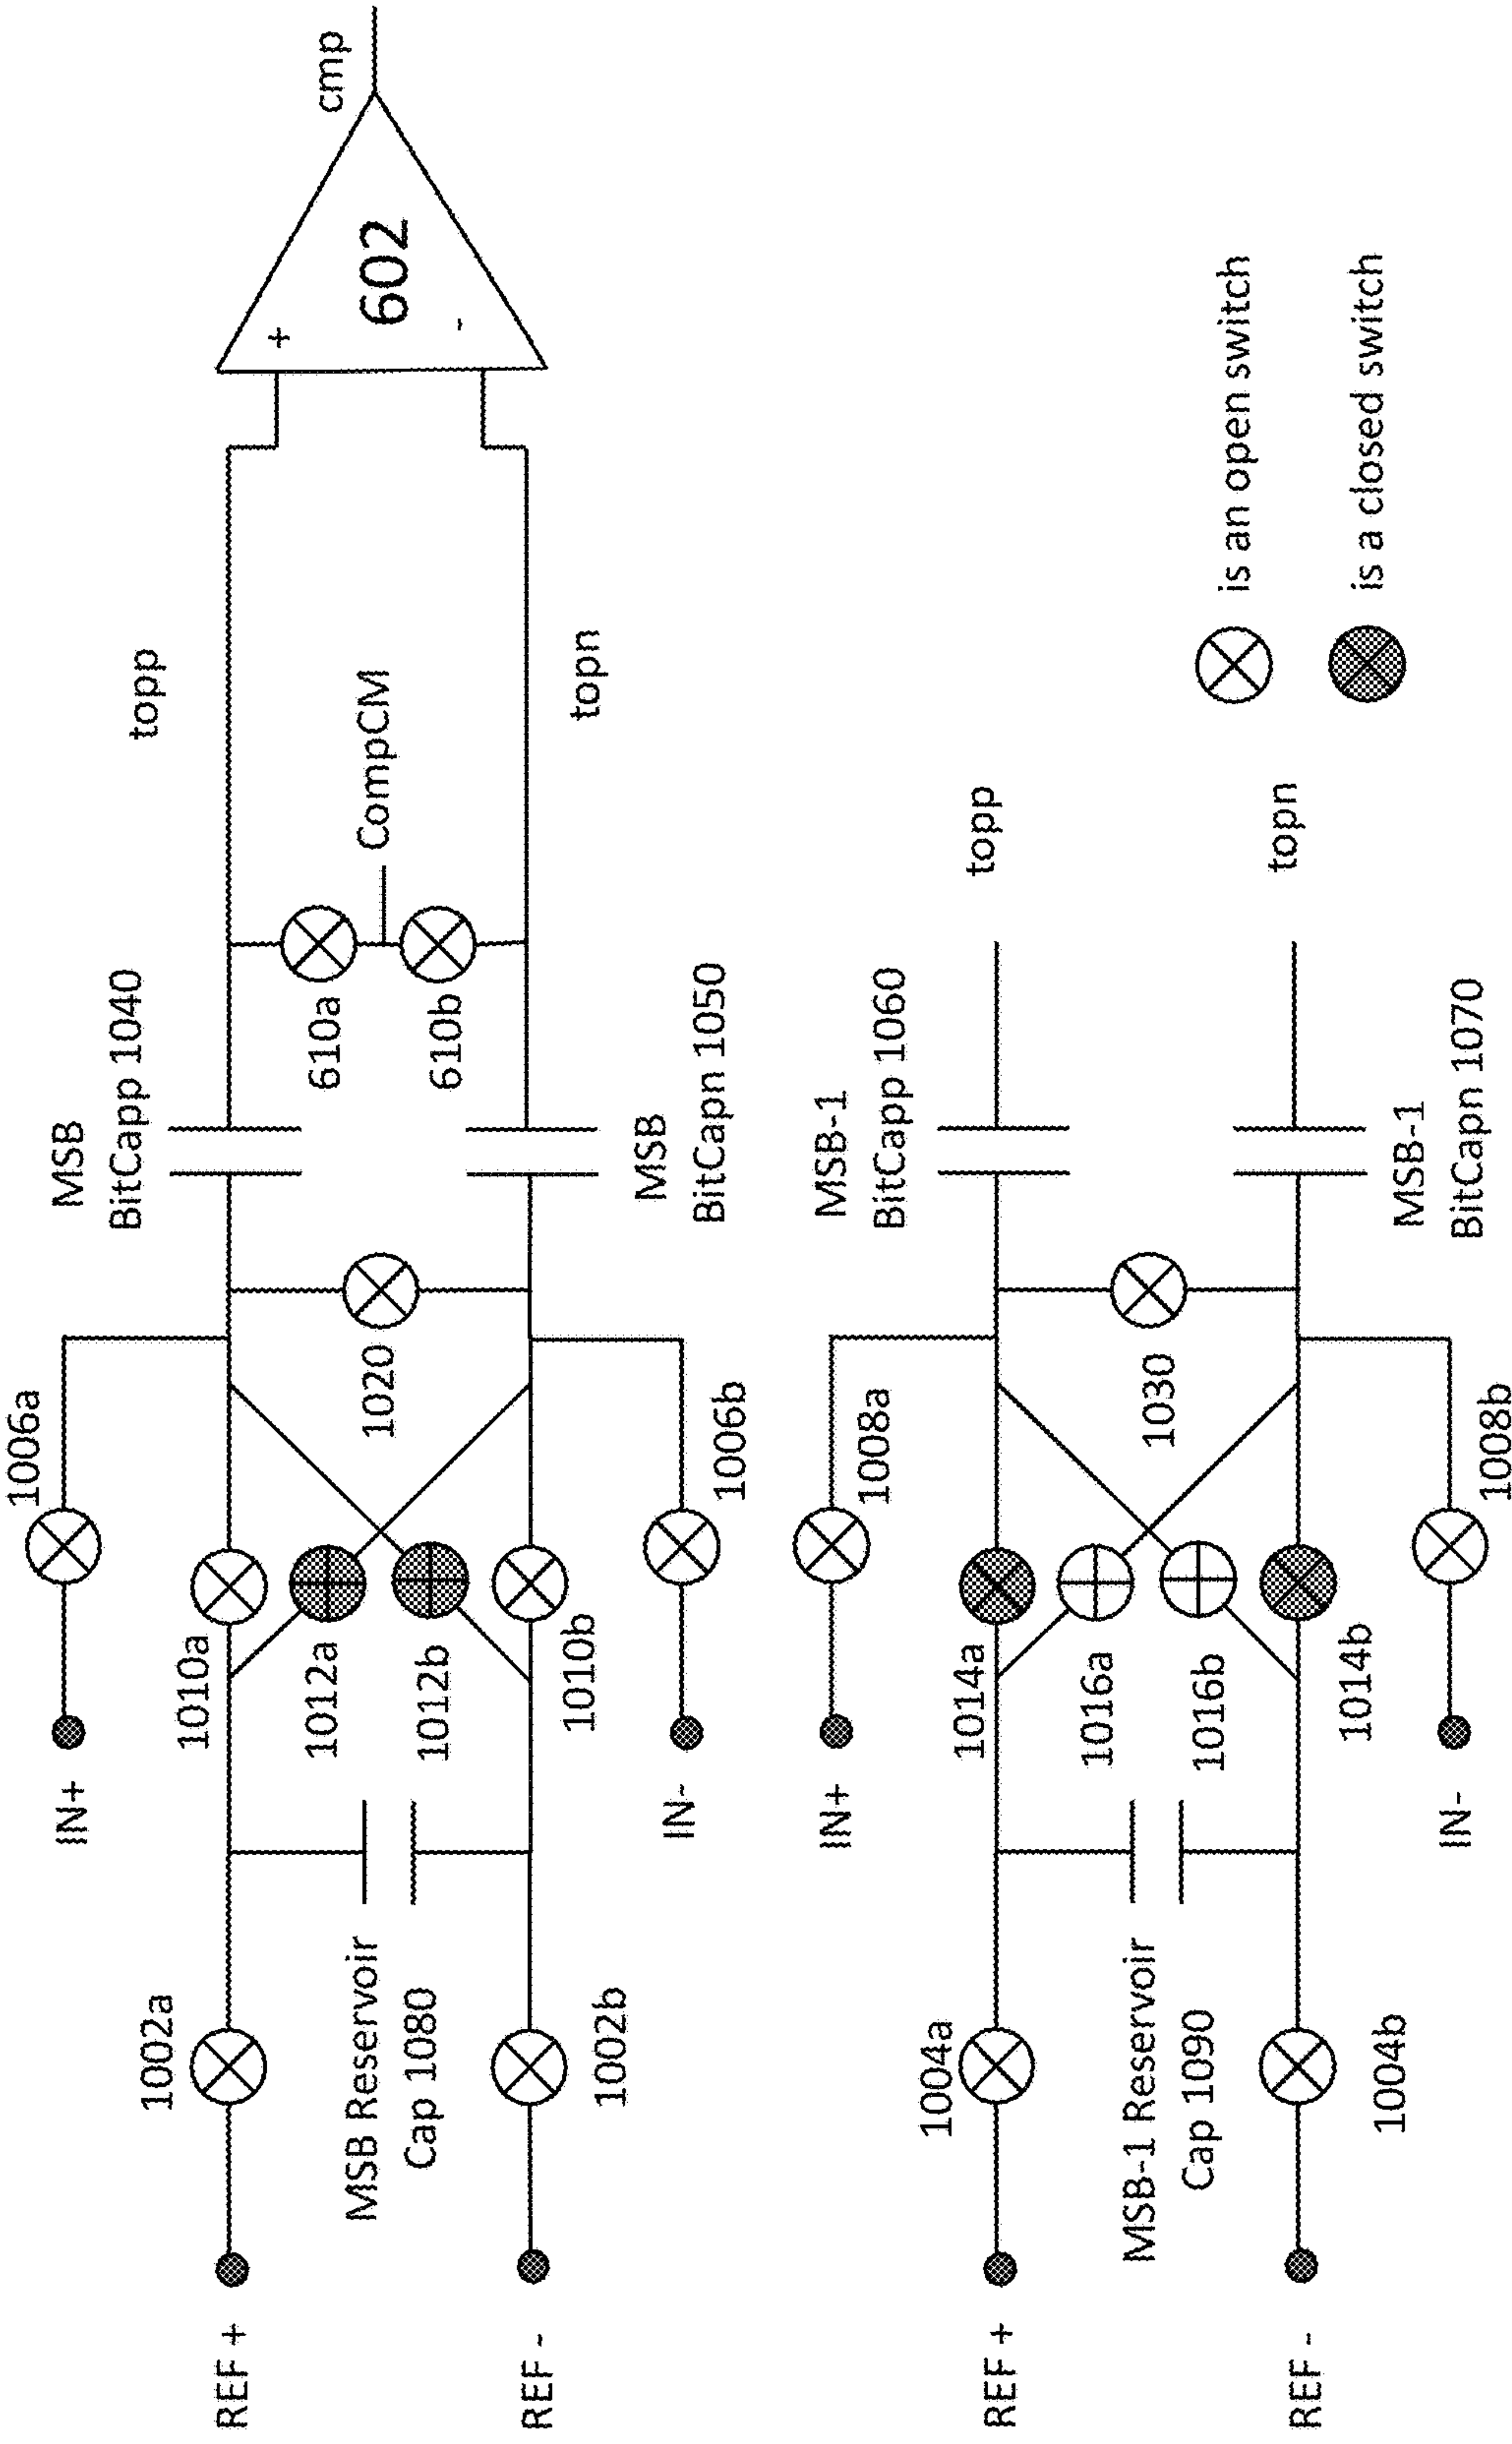 1006a
IN+
MSB
BitCapp 1040
topp
cmp
1002a
1010a
REF +
+
602
-
610a
CompCM
1012a
1020
MSB Reservoir
Cap 1080
1012b
610b
REF -
1002b
1010b
topn
MSB
BitCapn 1050
IN-
1006b
IN+
1008a
MSB-1
BitCapp 1060
1004a
1014a
REF +
topp
1016a
1030
MSB-1 Reservoir
Cap 1090
1016b
is an open switch
REF -
topn
1004b
1014b
is a closed switch
MSB-1
BitCapn 1070
IN-
1008b